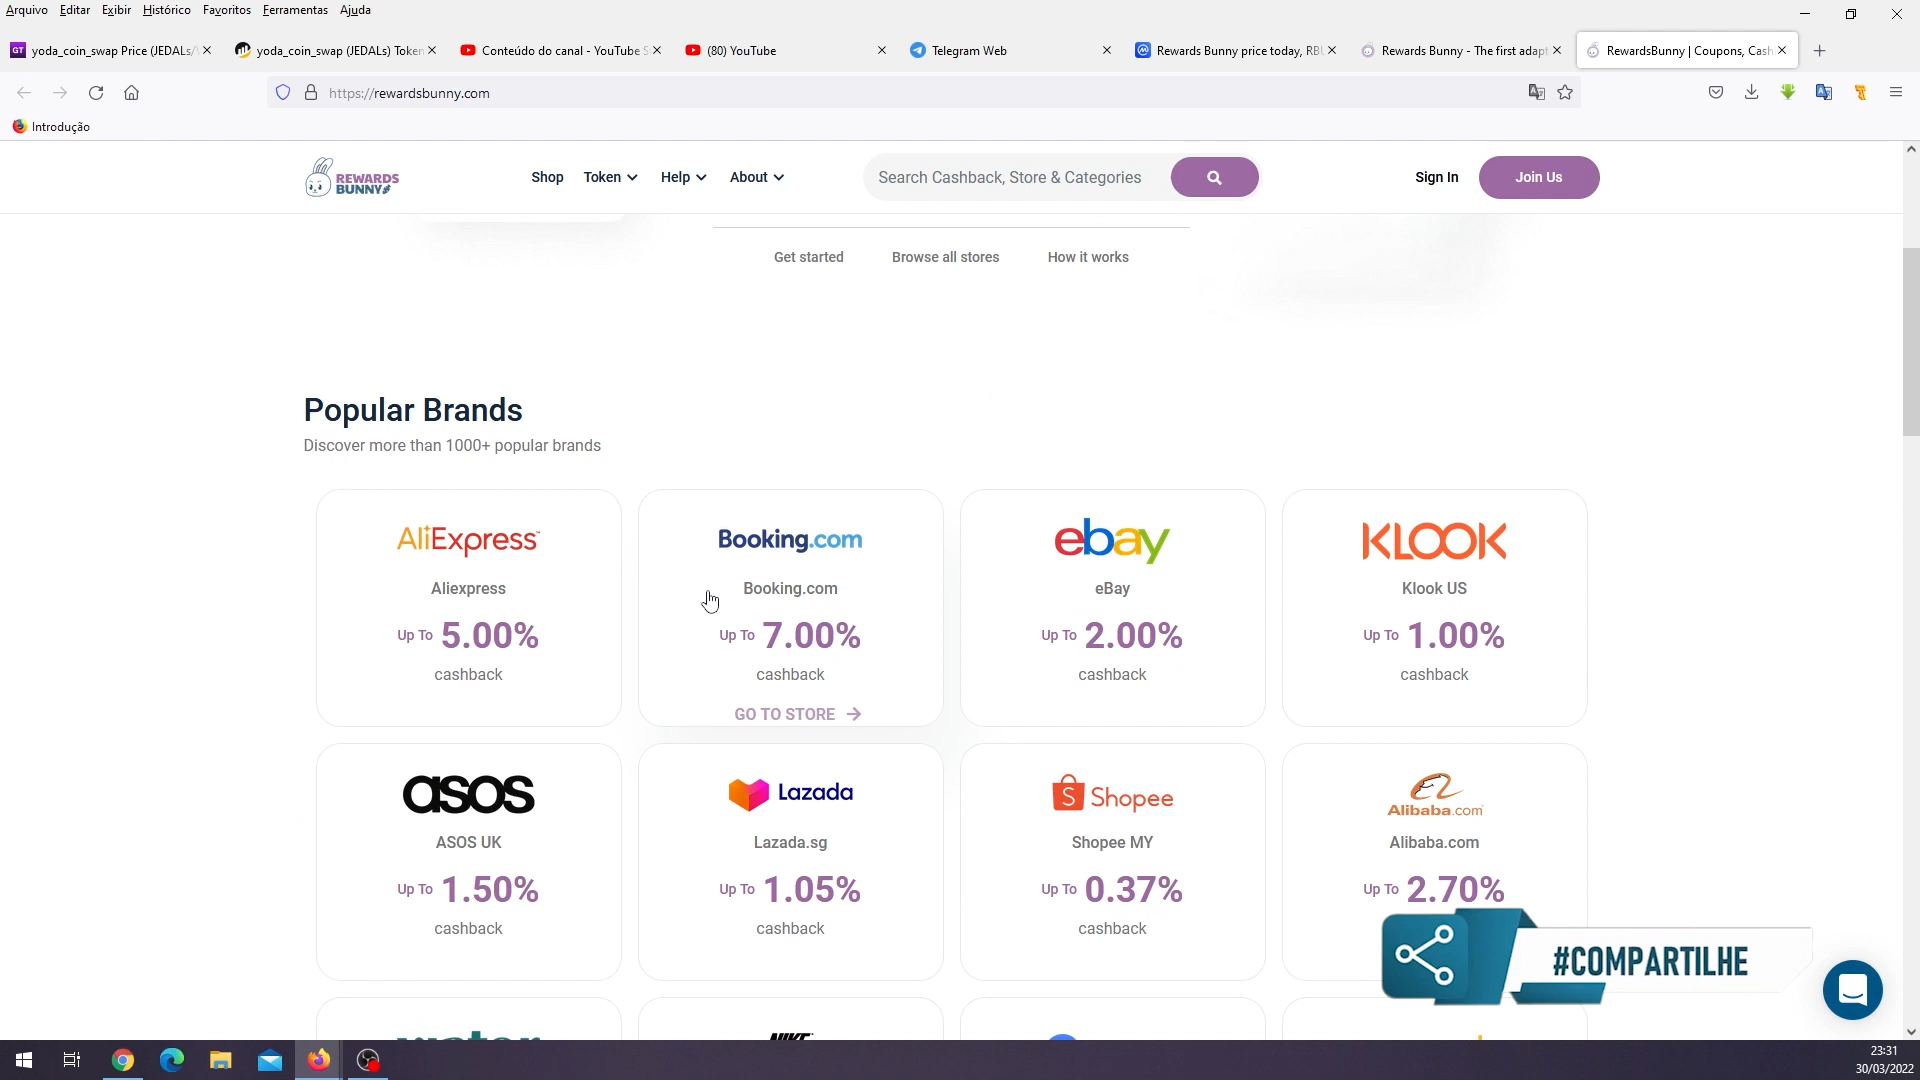 Arquivo Editar Exibir Histórico Favoritos Ferramentas Ajuda
GT yoda_coin_swap Price (JEDALs/
yoda_coin_swap (JEDALs) Token
Conteúdo do canal - YouTube S
(80) YouTube
Telegram Web
Rewards Bunny price today, RBU
Rewards Bunny - The first adapt
RewardsBunny | Coupons, Cash
https://rewardsbunny.com
Introdução
REWARDS BUNNY
Shop Token Help About
Search Cashback, Store & Categories
Sign In Join Us
Get started Browse all stores How it works
Popular Brands
Discover more than 1000+ popular brands
AliExpress
Aliexpress
Up To 5.00%
cashback
Booking.com
Booking.com
Up To 7.00%
cashback
GO TO STORE
ebay
eBay
Up To 2.00%
cashback
KLOOK
Klook US
Up To 1.00%
cashback
asos
ASOS UK
Up To 1.50%
cashback
Lazada
Lazada.sg
Up To 1.05%
cashback
Shopee
Shopee MY
Up To 0.37%
cashback
Alibaba.com
Alibaba.com
Up To 2.70%
#COMPARTILHE
NIKE
23:31
30/03/2022